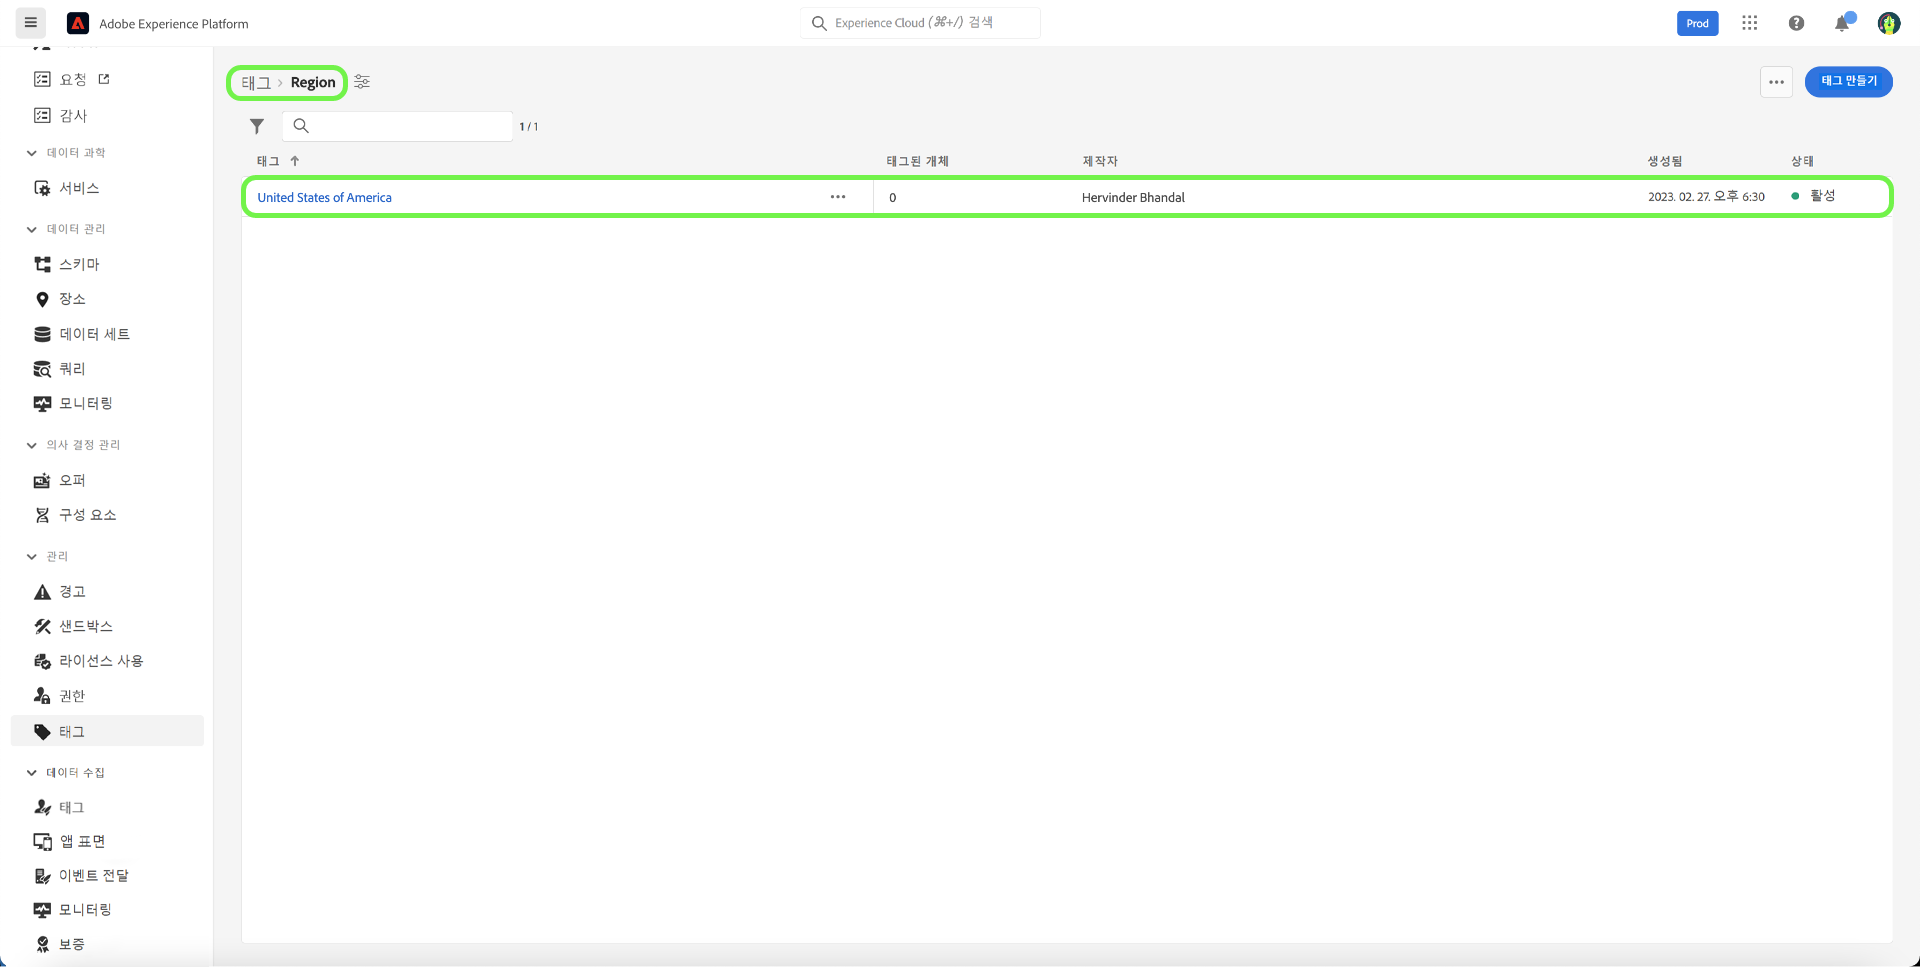 Adobe Experience Platform
Experience Cloud (⌘+/) 검색
Prod
요청
감사
데이터 과학
서비스
데이터 관리
스키마
장소
데이터 세트
쿼리
모니터링
의사 결정 관리
오퍼
구성 요소
관리
경고
샌드박스
라이선스 사용
권한
태그
데이터 수집
태그
앱 표면
이벤트 전달
모니터링
보증
태그 > Region
태그 만들기
1 / 1
태그 ↑ 태그된 개체 제작자 생성됨 상태
United States of America 0 Hervinder Bhandal 2023. 02. 27. 오후 6:30 활성